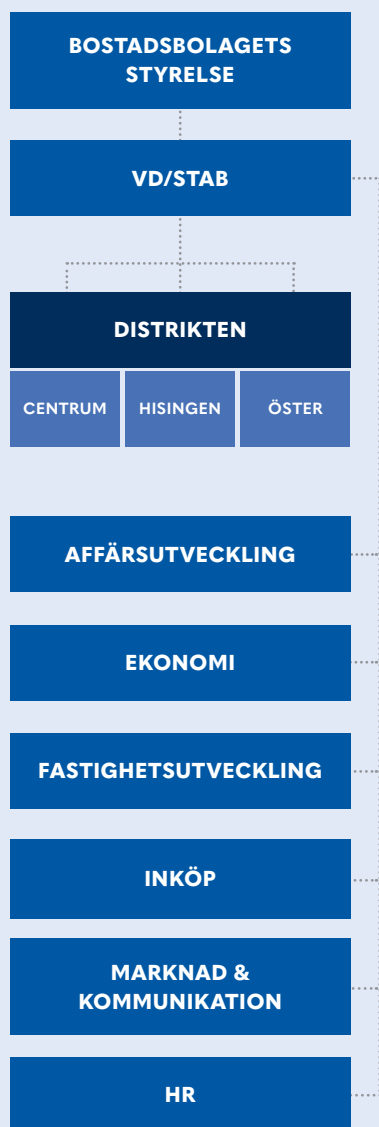 BOSTADSBOLAGETS
STYRELSE
VD/STAB
DISTRIKTEN
CENTRUM
HISINGEN
ÖSTER
AFFÄRSUTVECKLING
EKONOMI
FASTIGHETSUTVECKLING
INKÖP
MARKNAD &
KOMMUNIKATION
HR